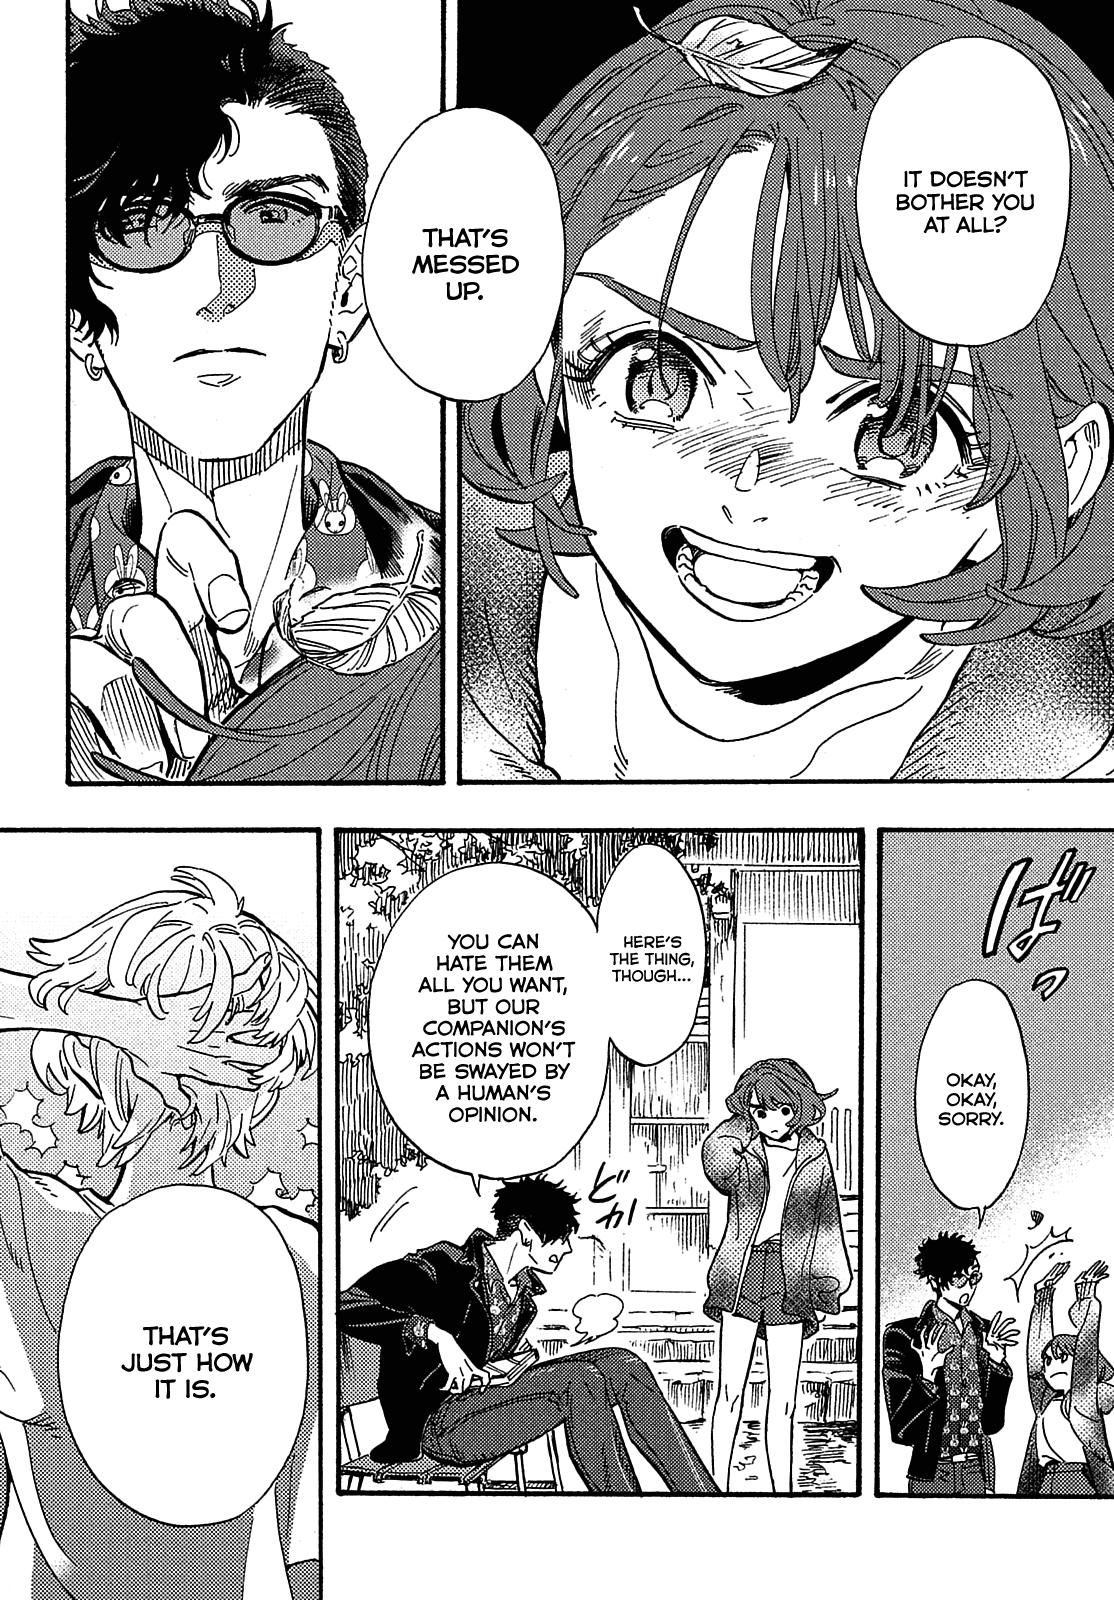 IT DOESN'T
BOTHER YOU
AT ALL?
THAT'S
MESSED
UP.
ばっ
OKAY,
OKAY,
SORRY.
HERE'S
THE THING,
THOUGH...
YOU CAN
HATE THEM
ALL YOU WANT,
BUT OUR
COMPANION'S
ACTIONS WON'T
BE SWAYED BY
A HUMAN'S
OPINION.
どカー
THAT'S
JUST HOW
IT IS.